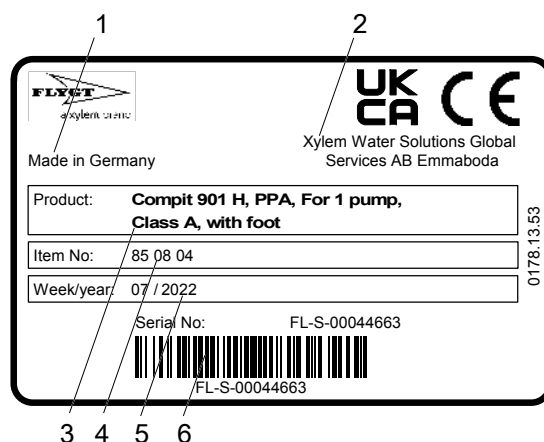 1
2
FLYGT
a xylem brand
UK
CA CE
Made in Germany
Xylem Water Solutions Global
Services AB Emmaboda
Product: Compit 901 H, PPA, For 1 pump,
Class A, with foot
Item No: 85 08 04
Week/year: 07 / 2022
0178.13.53
Serial No: FL-S-00044663
FL-S-00044663
3 4 5 6